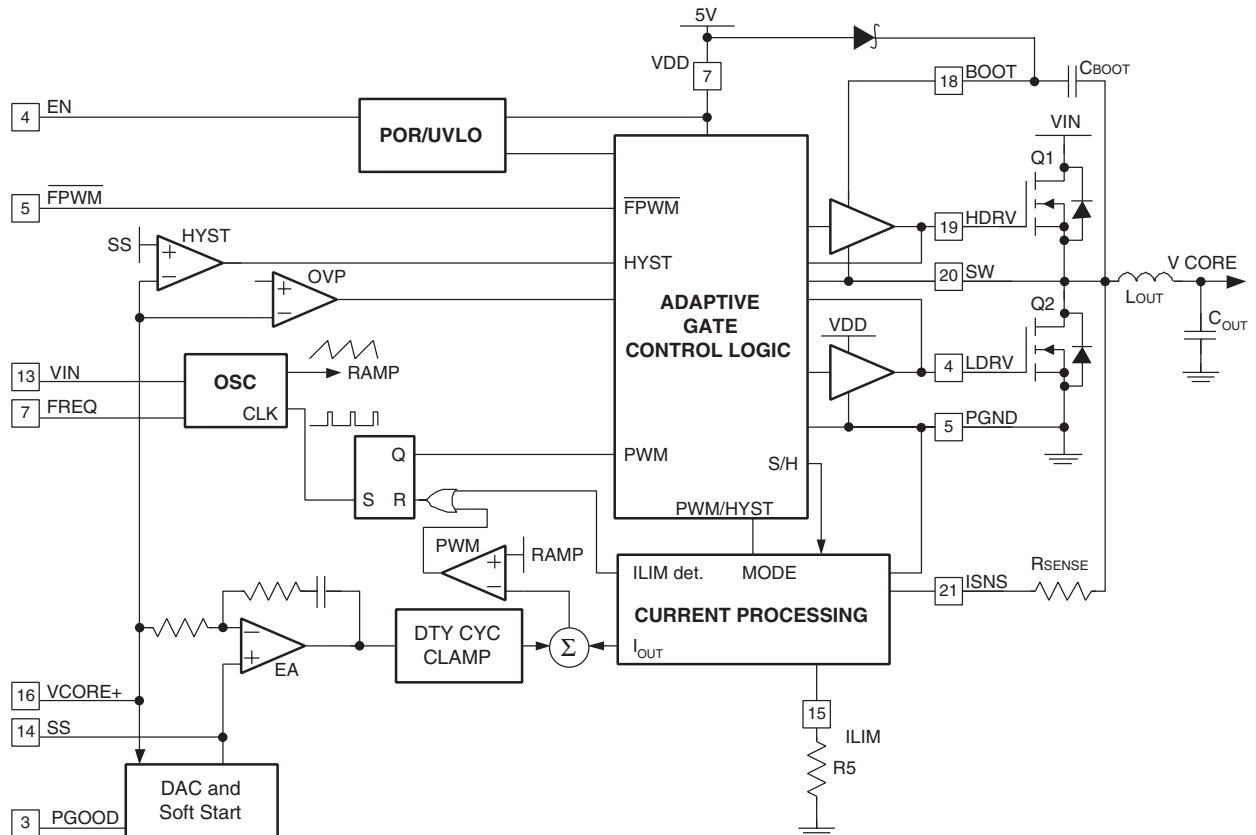 5V
VDD
7
18
BOOT
CBOOT
4
EN
POR/UVLO
VIN
Q1
5
FPWM
FPWM
19
HDRV
SS
HYST
+
−
HYST
OVP
+
−
20
SW
V CORE
ADAPTIVE
GATE
CONTROL LOGIC
LOUT
COUT
Q2
VDD
4
LDRV
13
VIN
OSC
RAMP
7
FREQ
CLK
5
PGND
Q
PWM
S/H
S
R
PWM/HYST
PWM
+
−
RAMP
ILIM det.
MODE
CURRENT PROCESSING
IOUT
21
ISNS
RSENSE
−
+
EA
DTY CYC
CLAMP
Σ
16
VCORE+
14
SS
15
ILIM
R5
DAC and
Soft Start
3
PGOOD